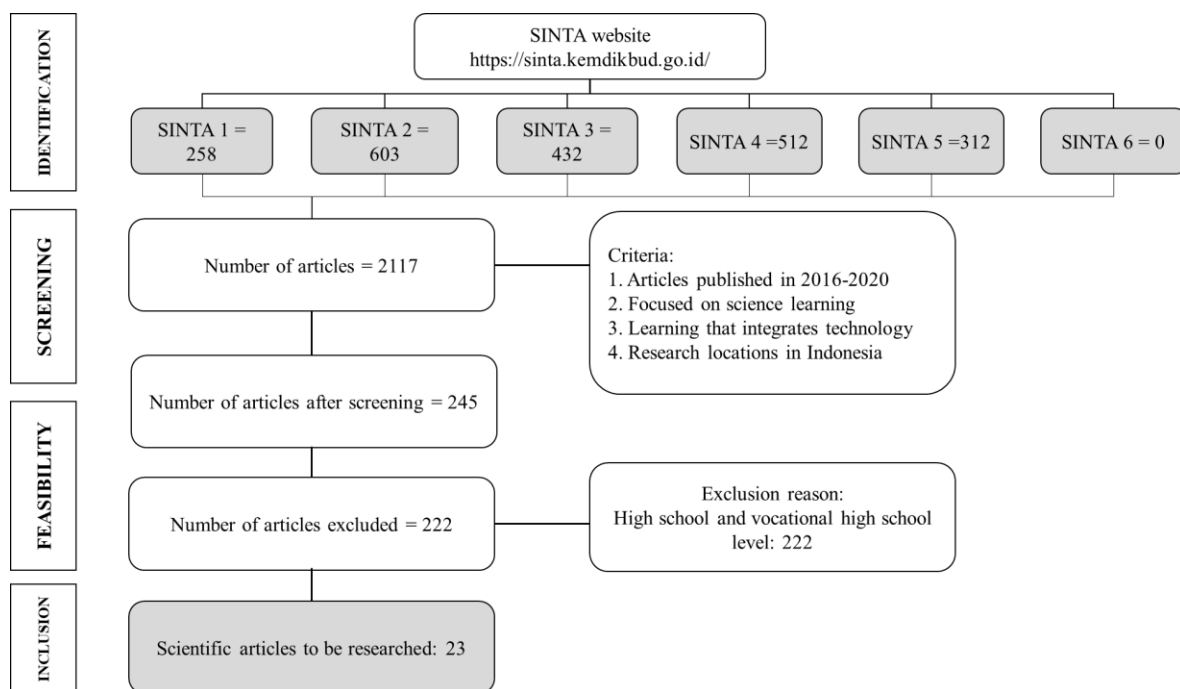 IDENTIFICATION
SINTA website
https://sinta.kemdikbud.go.id/
SINTA 1 =
258
SINTA 2 =
603
SINTA 3 =
432
SINTA 4 =512
SINTA 5 =312
SINTA 6 = 0
SCREENING
Number of articles = 2117
Criteria:
1. Articles published in 2016-2020
2. Focused on science learning
3. Learning that integrates technology
4. Research locations in Indonesia
Number of articles after screening = 245
FEASIBILITY
Number of articles excluded = 222
Exclusion reason:
High school and vocational high school
level: 222
INCLUSION
Scientific articles to be researched: 23